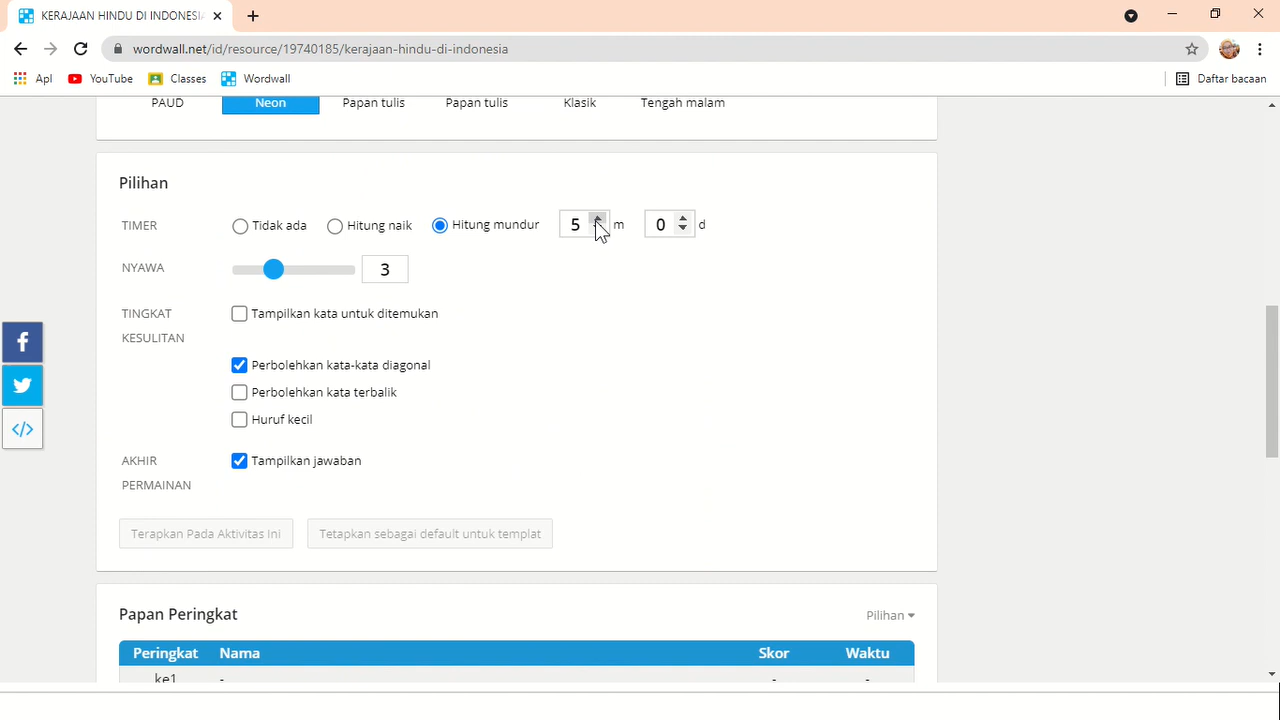 KERAJAAN HINDU DI INDONESIA
wordwall.net/id/resource/19740185/kerajaan-hindu-di-indonesia
Apl YouTube Classes Wordwall Daftar bacaan
PAUD Neon Papan tulis Papan tulis Klasik Tengah malam
Pilihan
TIMER Tidak ada Hitung naik Hitung mundur 5 m 0 d
NYAWA 3
TINGKAT KESULITAN Tampilkan kata untuk ditemukan
Perbolehkan kata-kata diagonal
Perbolehkan kata terbalik
Huruf kecil
AKHIR PERMAINAN Tampilkan jawaban
Terapkan Pada Aktivitas Ini Tetapkan sebagai default untuk templat
Papan Peringkat Pilihan
Peringkat Nama Skor Waktu
ke1 - - -